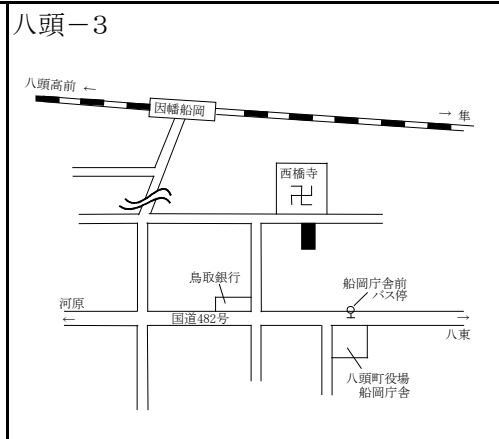 八頭－3
八頭高前 ←
因幡船岡
→ 隼
西橋寺
卍
鳥取銀行
船岡庁舎前
バス停
河原
←
国道482号
→
八東
八頭町役場
船岡庁舎